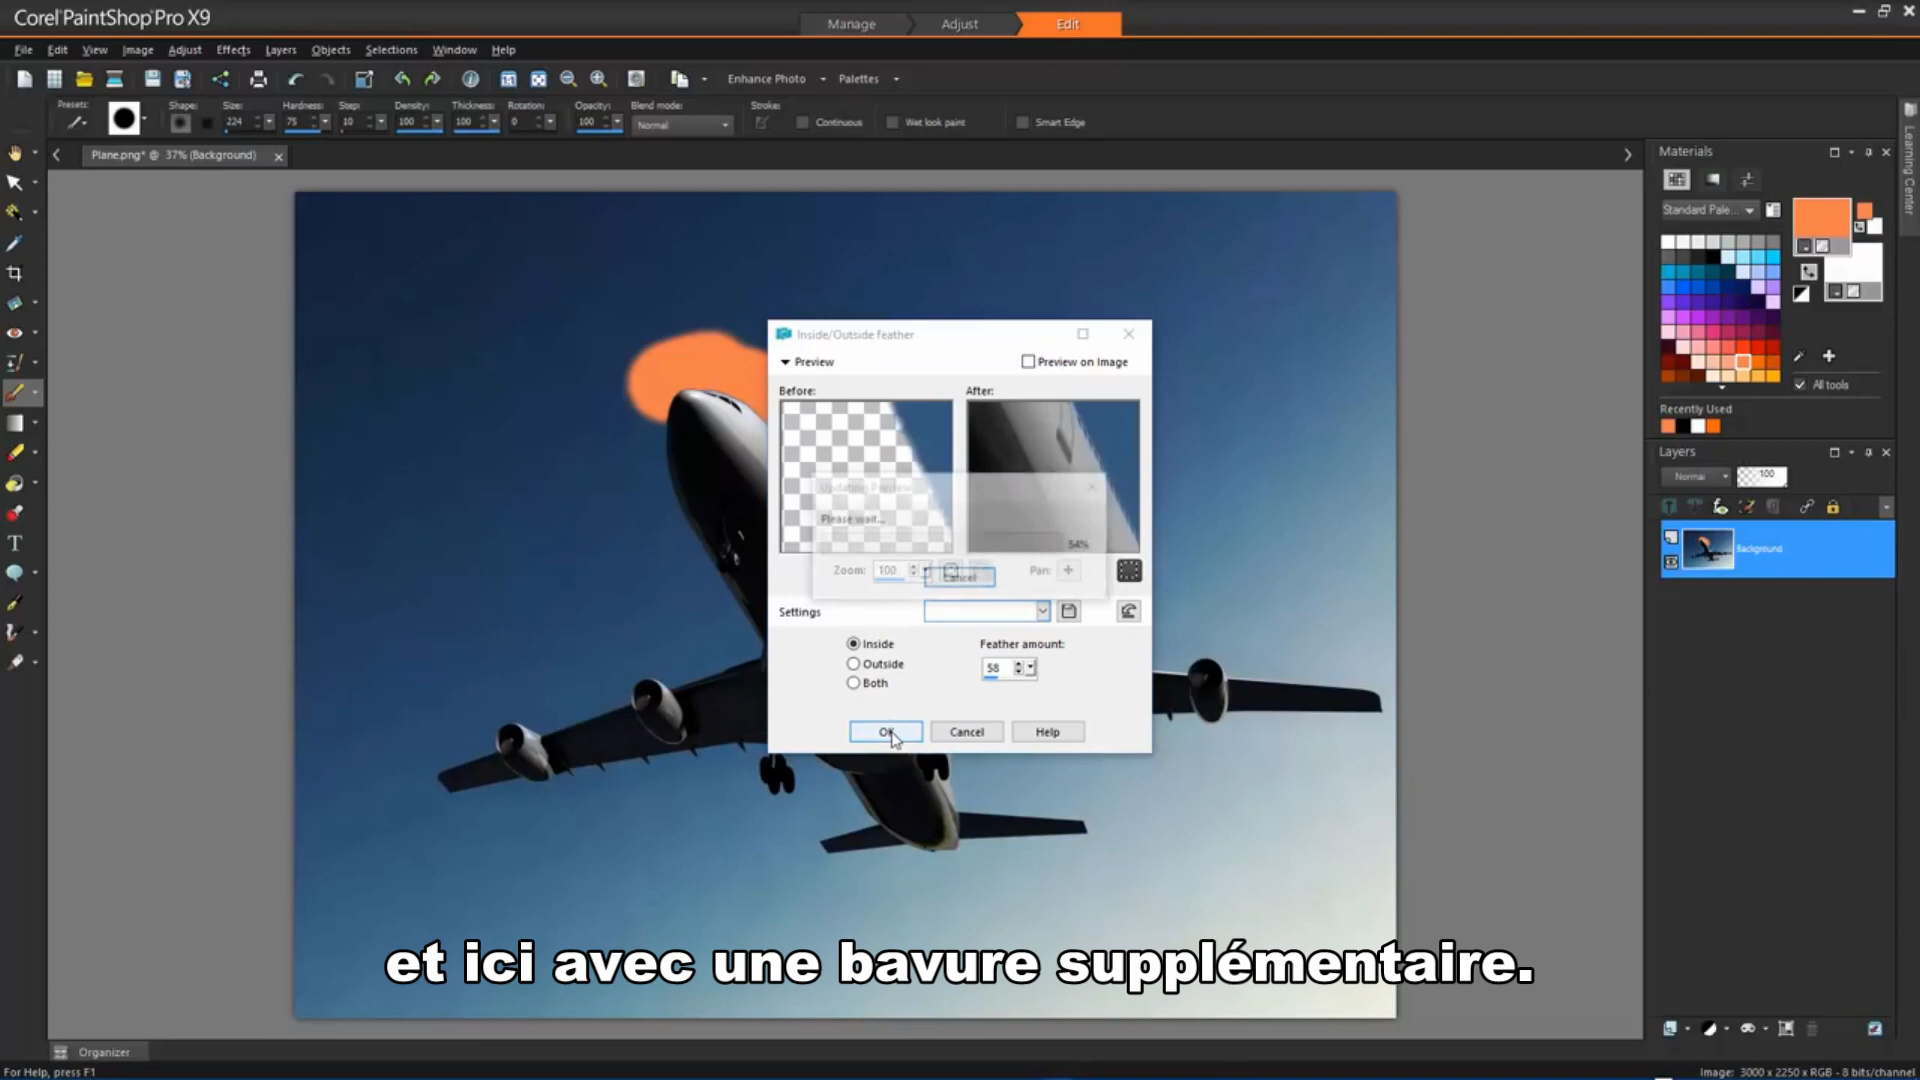 Corel PaintShop Pro X9
Manage
Adjust
Edit
File Edit View Image Adjust Effects Layers Objects Selections Window Help
Enhance Photo
Palettes
Presets:
Shape:
Size: 224
Hardness: 75
Step: 10
Density: 100
Thickness: 100
Rotation: 0
Opacity: 100
Blend mode: Normal
Stroke:
Continuous
Wet look paint
Smart Edge
Plane.png* @ 37% (Background)
Materials
Learning Center
Standard Pale...
All tools
Recently Used
Layers
Normal
100
Background
Inside/Outside feather
Preview
Preview on Image
Before:
After:
Updating Preview
Please wait...
54%
Cancel
Zoom: 100
Pan:
Settings
Inside
Outside
Both
Feather amount:
58
OK
Cancel
Help
et ici avec une bavure supplémentaire.
Organizer
For Help, press F1
Image: 3000 x 2250 x RGB - 8 bits/channel